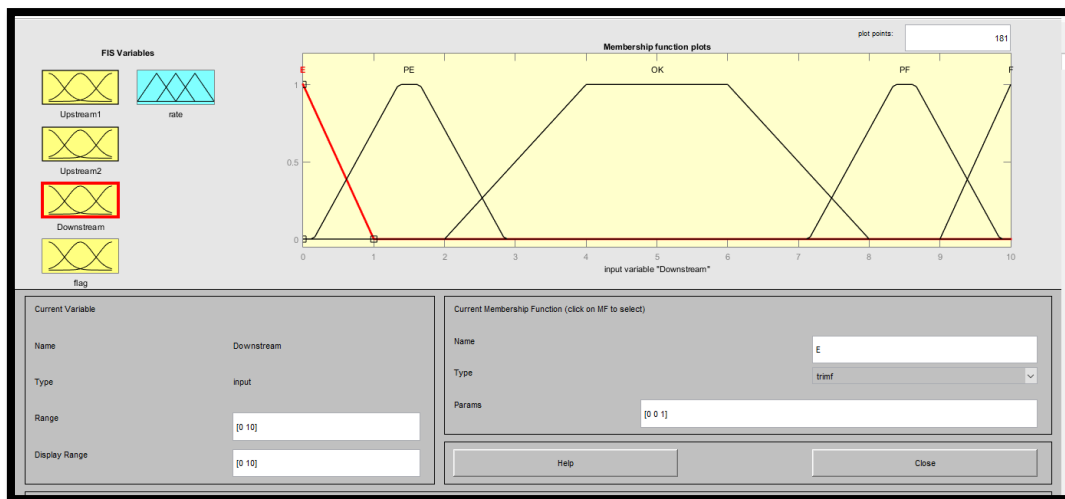 plot points:
181
FIS Variables
Membership function plots
Upstream1
rate
Upstream2
Downstream
flag
E
PE
OK
PF
F
1
0.5
0
0 1 2 3 4 5 6 7 8 9 10
input variable "Downstream"
Current Variable
Name
Downstream
Type
input
Range
[0 10]
Display Range
[0 10]
Current Membership Function (click on MF to select)
Name
E
Type
trimf
Params
[0 0 1]
Help
Close